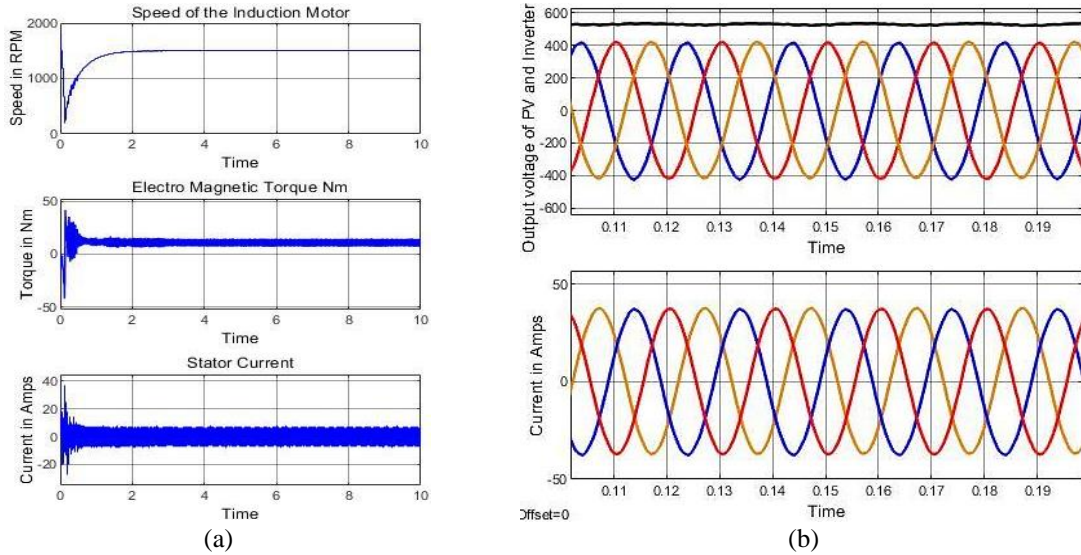 Speed of the Induction Motor
Speed in RPM
2000
1000
0
0 2 4 6 8 10
Time
Electro Magnetic Torque Nm
Torque in Nm
50
0
-50
0 2 4 6 8 10
Time
Stator Current
Current in Amps
40
20
0
-20
0 2 4 6 8 10
Time
(a)
Output voltage of PV and Inverter
600
400
200
0
-200
-400
-600
0.11 0.12 0.13 0.14 0.15 0.16 0.17 0.18 0.19
Time
Current in Amps
50
0
-50
0.11 0.12 0.13 0.14 0.15 0.16 0.17 0.18 0.19
Offset=0
Time
(b)